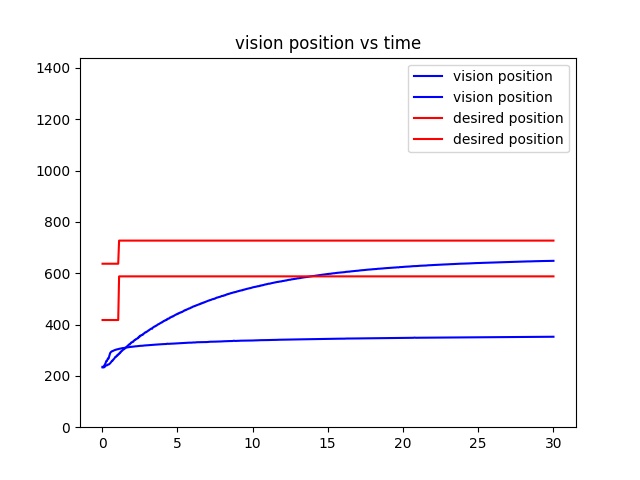 vision position vs time
1400
1200
1000
800
600
400
200
0
vision position
vision position
desired position
desired position
0 5 10 15 20 25 30